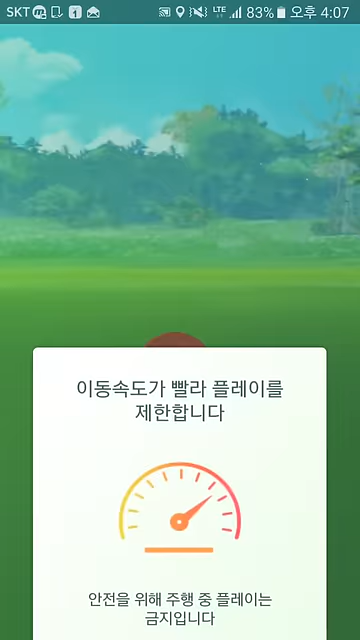 SKT 1 LTE 83% 오후 4:07
이동속도가 빨라 플레이를
제한합니다
안전을 위해 주행 중 플레이는
금지입니다